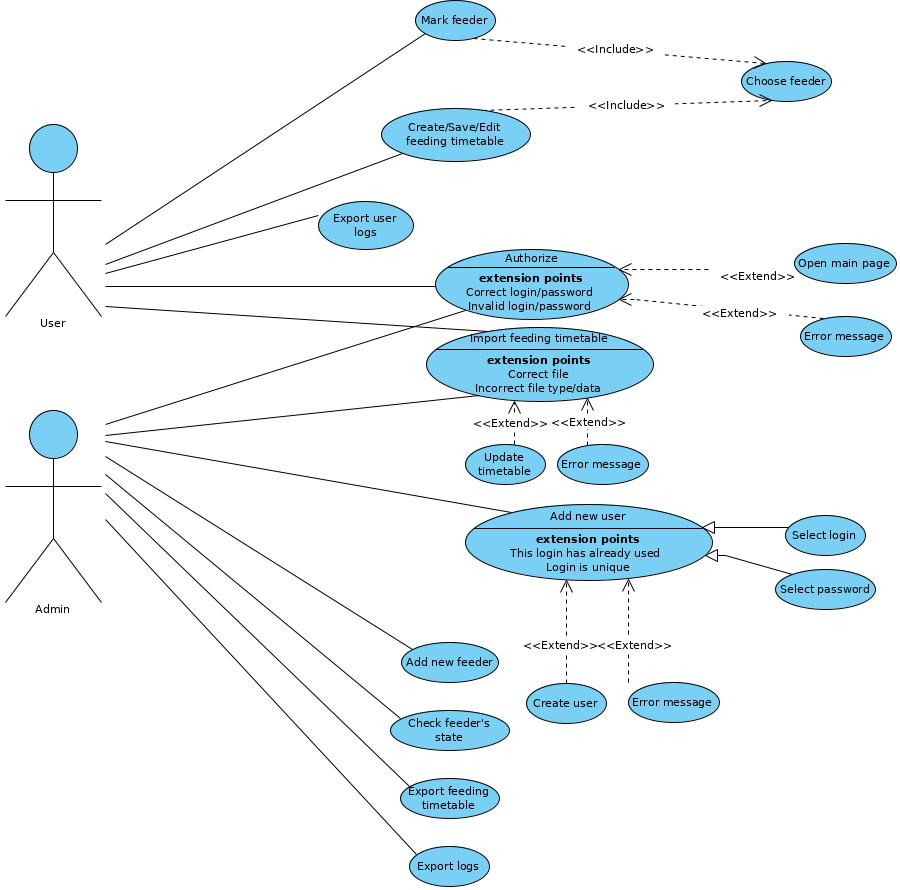 Mark feeder
<<Include>>
Choose feeder
<<Include>>
Create/Save/Edit
feeding timetable
Export user
logs
User
Authorize
extension points
Correct login/password
Invalid login/password
<<Extend>>
Open main page
<<Extend>>
Error message
Import feeding timetable
extension points
Correct file
Incorrect file type/data
<<Extend>>
<<Extend>>
Update
timetable
Error message
Admin
Add new user
extension points
This login has already used
Login is unique
Select login
Select password
<<Extend>>
<<Extend>>
Create user
Error message
Add new feeder
Check feeder's
state
Export feeding
timetable
Export logs